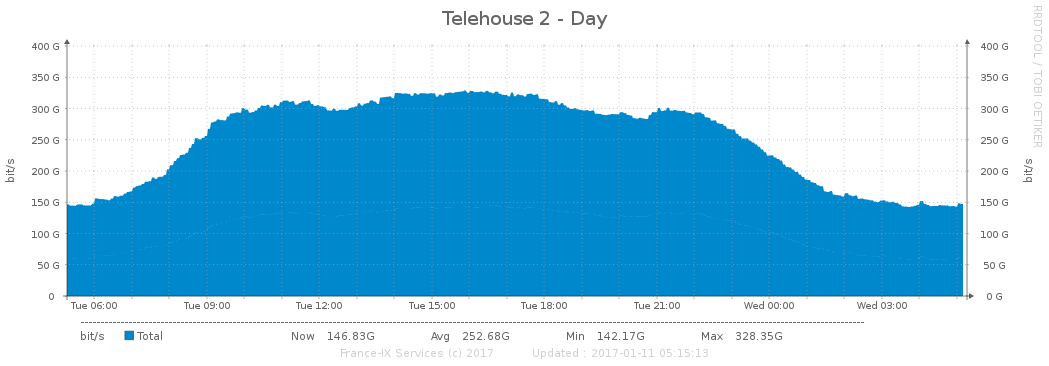 Telehouse 2 - Day
RRDTOOL / TOBI OETIKER
400 G 400 G
350 G 350 G
300 G 300 G
250 G 250 G
200 G 200 G
150 G 150 G
100 G 100 G
50 G 50 G
0 0 G
bit/s bit/s
Tue 06:00 Tue 09:00 Tue 12:00 Tue 15:00 Tue 18:00 Tue 21:00 Wed 00:00 Wed 03:00
bit/s Total Now 146.83G Avg 252.68G Min 142.17G Max 328.35G
France-IX Services (c) 2017 Updated : 2017-01-11 05:15:13